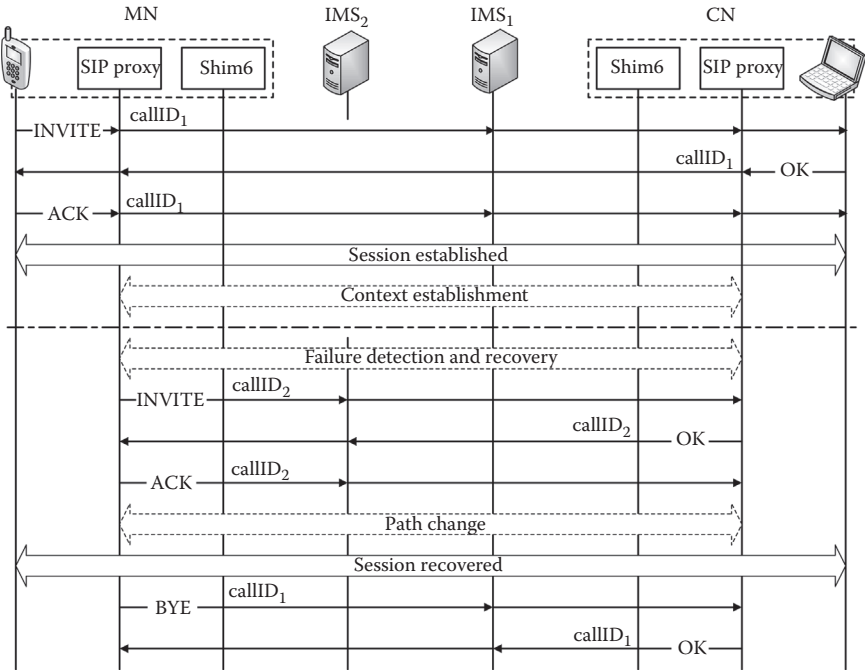 MN
IMS2
IMS1
CN
SIP proxy
Shim6
Shim6
SIP proxy
INVITE
callID1
callID1
OK
ACK
callID1
Session established
Context establishment
Failure detection and recovery
INVITE
callID2
callID2
OK
ACK
callID2
Path change
Session recovered
BYE
callID1
callID1
OK